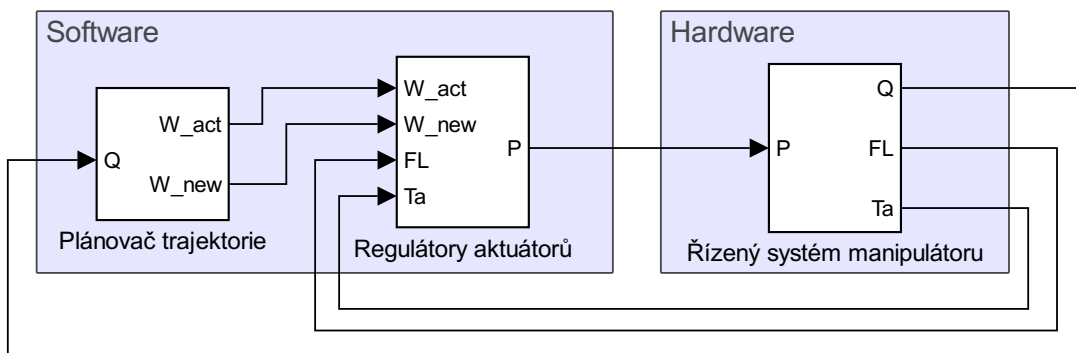 Software
Q
W_act
W_new
Plánovač trajektorie
W_act
W_new
FL
Ta
P
Regulátory aktuátorů
Hardware
P
Q
FL
Ta
Řízený systém manipulátoru